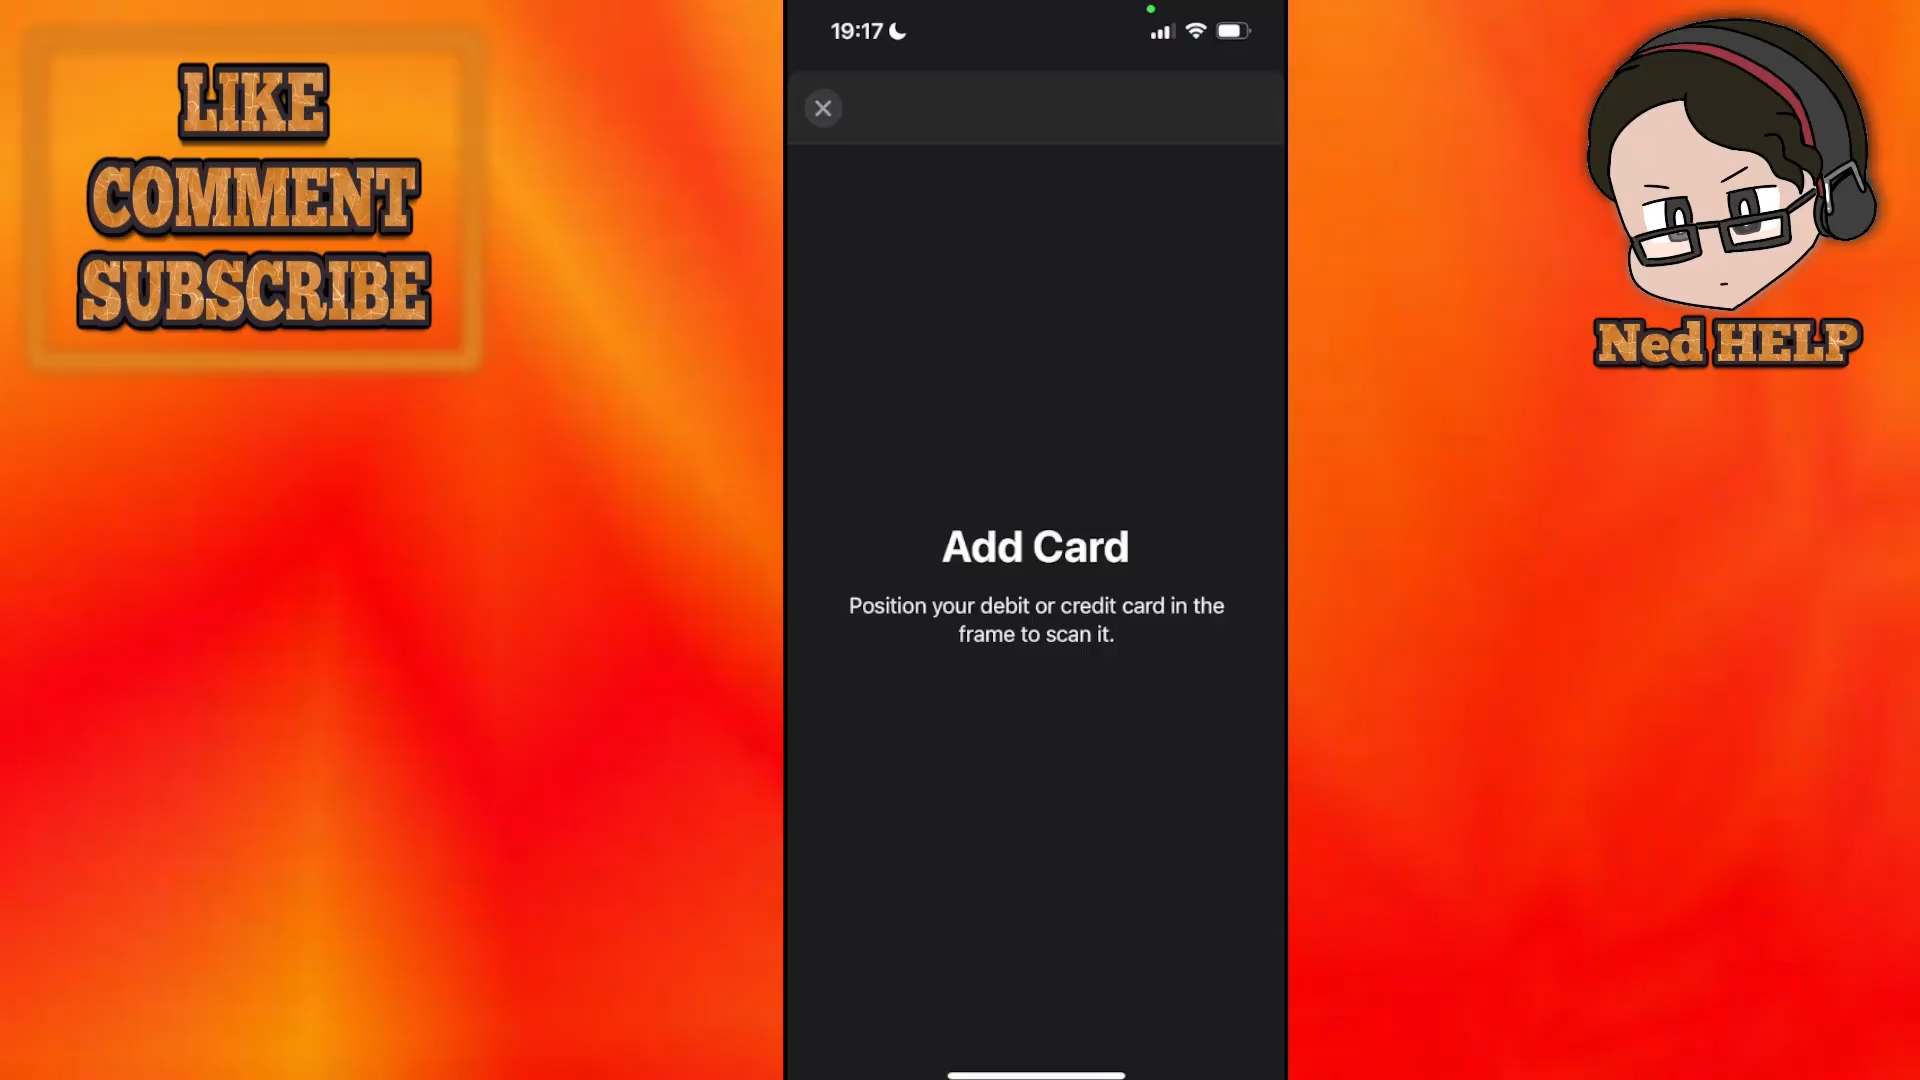 LIKE
COMMENT
SUBSCRIBE
19:17
Add Card
Position your debit or credit card in the
frame to scan it.
Ned HELP